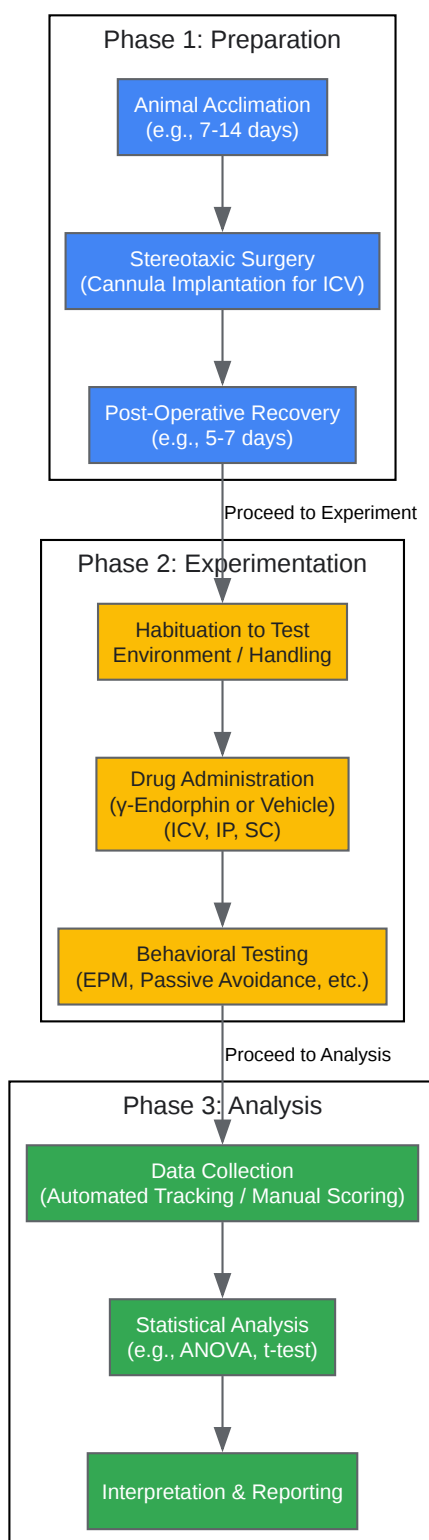 Phase 1: Preparation
Animal Acclimation
(e.g., 7-14 days)
Stereotaxic Surgery
(Cannula Implantation for ICV)
Post-Operative Recovery
(e.g., 5-7 days)
Proceed to Experiment
Phase 2: Experimentation
Habituation to Test
Environment / Handling
Drug Administration
(γ-Endorphin or Vehicle)
(ICV, IP, SC)
Behavioral Testing
(EPM, Passive Avoidance, etc.)
Proceed to Analysis
Phase 3: Analysis
Data Collection
(Automated Tracking / Manual Scoring)
Statistical Analysis
(e.g., ANOVA, t-test)
Interpretation & Reporting